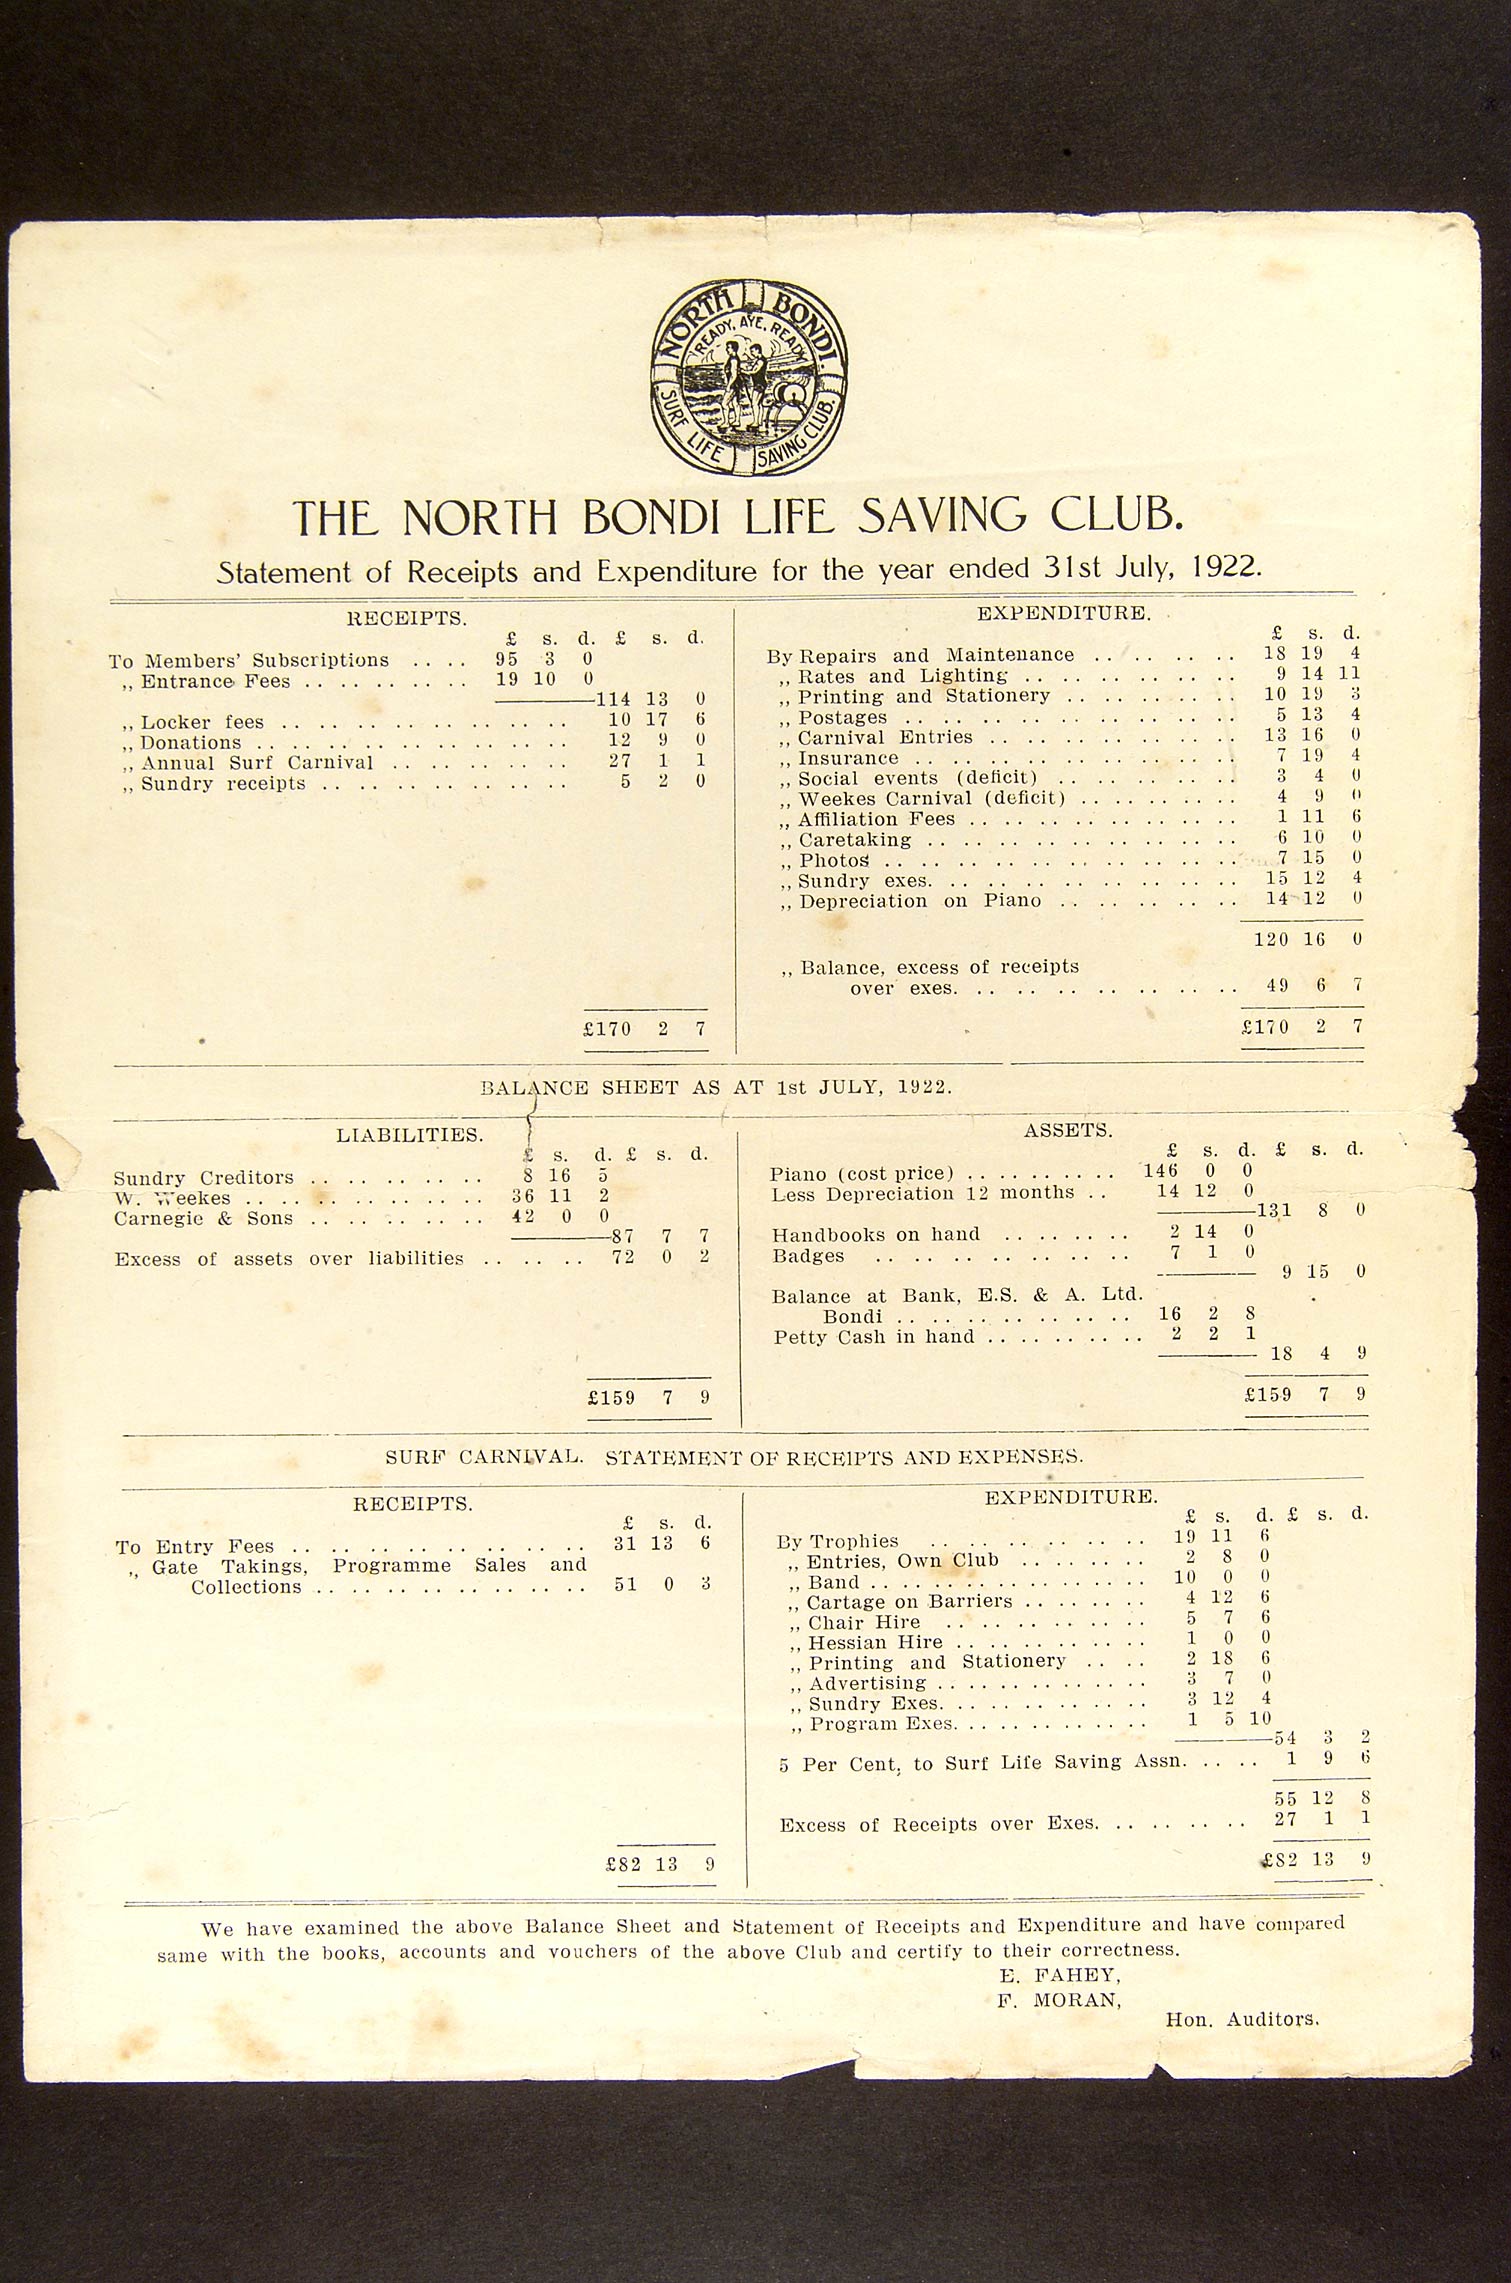 NORTH BONDI.
READY, AYE, READY
SURF LIFE SAVING CLUB.
THE NORTH BONDI LIFE SAVING CLUB.
Statement of Receipts and Expenditure for the year ended 31st July, 1922.
RECEIPTS.
£ s. d. £ s. d.
To Members' Subscriptions .... 95 3 0
,, Entrance Fees ......... 19 10 0
114 13 0
,, Locker fees ............... 10 17 6
,, Donations ................ 12 9 0
,, Annual Surf Carnival ......... 27 1 1
,, Sundry receipts ............. 5 2 0
£170 2 7
EXPENDITURE.
£ s. d.
By Repairs and Maintenance ....... 18 19 4
,, Rates and Lighting ........... 9 14 11
,, Printing and Stationery ......... 10 19 3
,, Postages ................. 5 13 4
,, Carnival Entries ............. 13 16 0
,, Insurance ................ 7 19 4
,, Social events (deficit) ......... 3 4 0
,, Weekes Carnival (deficit) ......... 4 9 0
,, Affiliation Fees .............. 1 11 6
,, Caretaking ................ 6 10 0
,, Photos .................. 7 15 0
,, Sundry exes. .............. 15 12 4
,, Depreciation on Piano ......... 14 12 0
120 16 0
,, Balance, excess of receipts
over exes. ............. 49 6 7
£170 2 7
BALANCE SHEET AS AT 1st JULY, 1922.
LIABILITIES.
£ s. d. £ s. d.
Sundry Creditors ......... 8 16 5
W. Weekes ............. 36 11 2
Carnegie & Sons ......... 42 0 0
87 7 7
Excess of assets over liabilities ...... 72 0 2
£159 7 9
ASSETS.
£ s. d. £ s. d.
Piano (cost price) .......... 146 0 0
Less Depreciation 12 months .. 14 12 0
131 8 0
Handbooks on hand ....... 2 14 0
Badges ............. 7 1 0
9 15 0
Balance at Bank, E.S. & A. Ltd.
Bondi ............. 16 2 8
Petty Cash in hand ......... 2 2 1
18 4 9
£159 7 9
SURF CARNIVAL. STATEMENT OF RECEIPTS AND EXPENSES.
RECEIPTS.
£ s. d.
To Entry Fees ............... 31 13 6
,, Gate Takings, Programme Sales and
Collections ............... 51 0 3
£82 13 9
EXPENDITURE.
£ s. d. £ s. d.
By Trophies ........... 19 11 6
,, Entries, Own Club ........ 2 8 0
,, Band ................ 10 0 0
,, Cartage on Barriers ....... 4 12 6
,, Chair Hire ........... 5 7 6
,, Hessian Hire ........... 1 0 0
,, Printing and Stationery .... 2 18 6
,, Advertising ............. 3 7 0
,, Sundry Exes. ........... 3 12 4
,, Program Exes. ........... 1 5 10
54 3 2
5 Per Cent. to Surf Life Saving Assn. .... 1 9 6
55 12 8
Excess of Receipts over Exes. ........ 27 1 1
£82 13 9
We have examined the above Balance Sheet and Statement of Receipts and Expenditure and have compared
same with the books, accounts and vouchers of the above Club and certify to their correctness.
E. FAHEY,
F. MORAN,
Hon. Auditors.